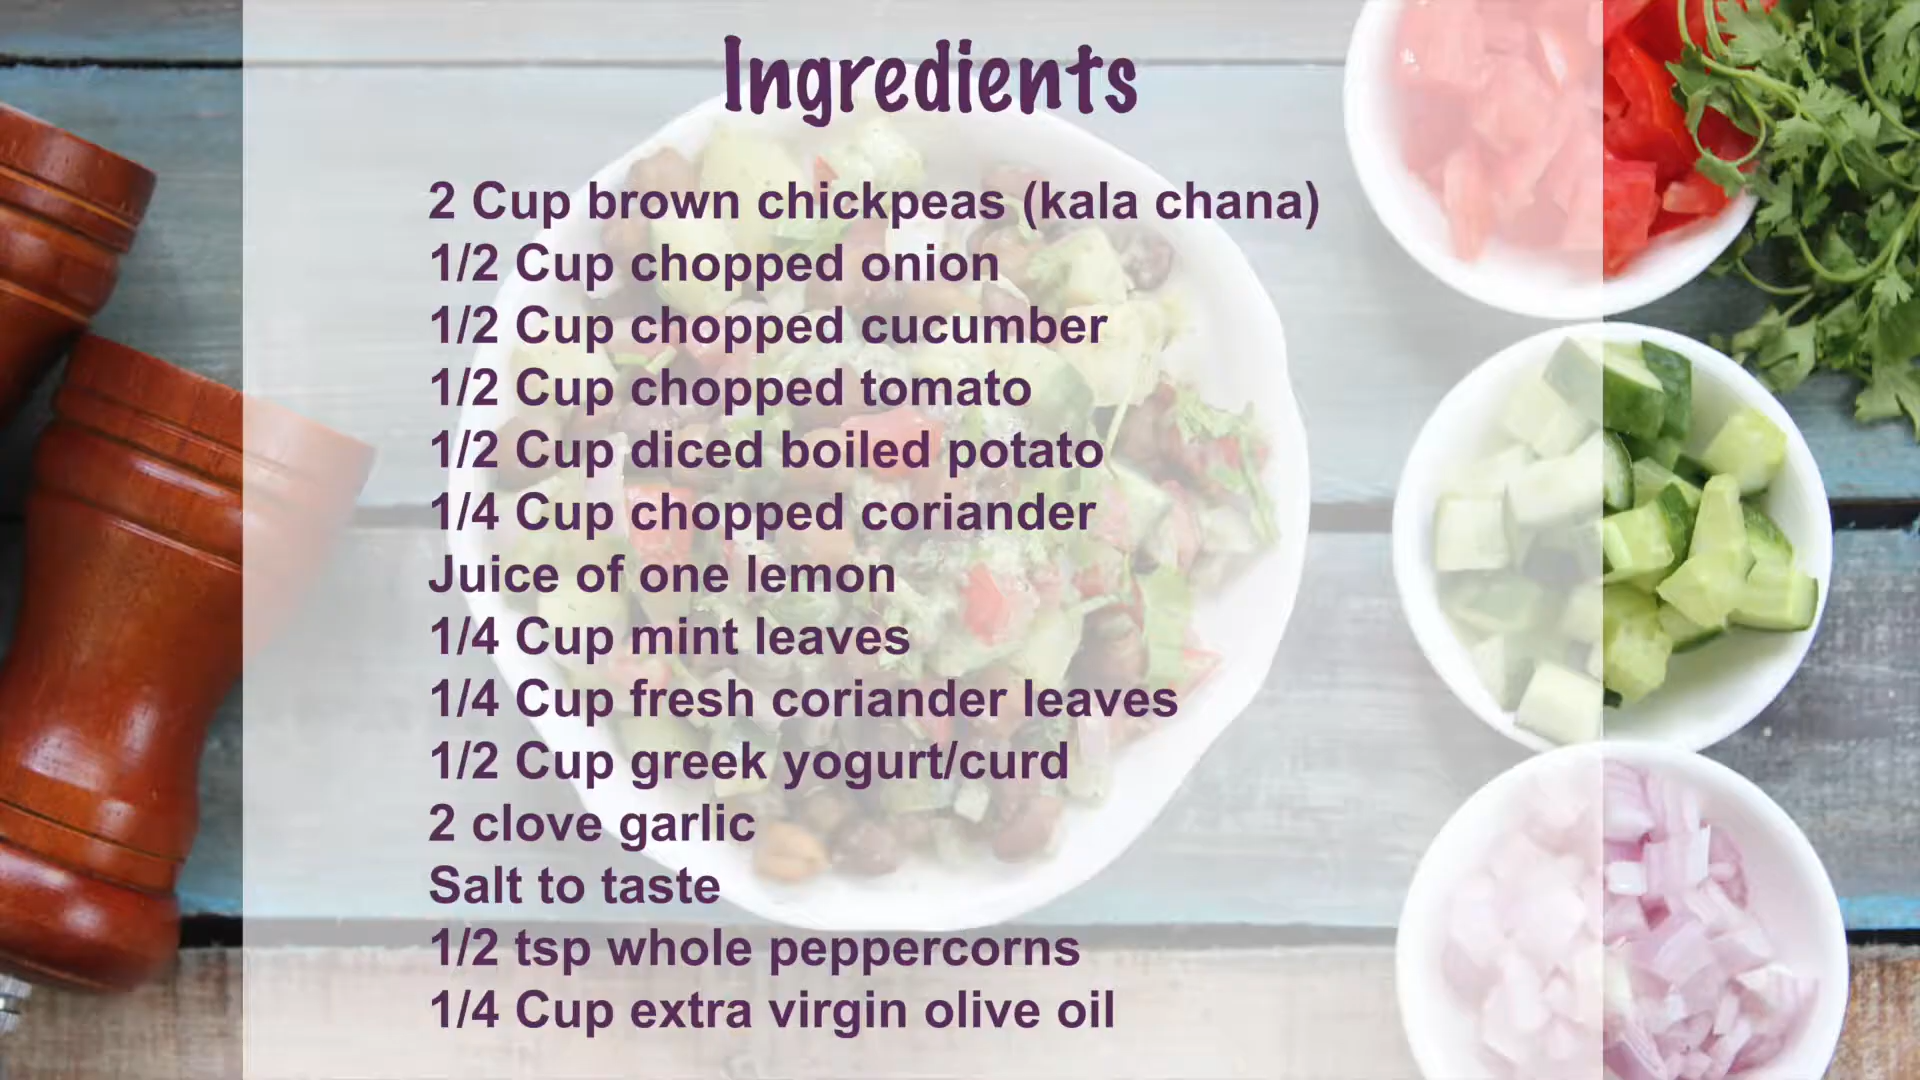 Ingredients
2 Cup brown chickpeas (kala chana)
1/2 Cup chopped onion
1/2 Cup chopped cucumber
1/2 Cup chopped tomato
1/2 Cup diced boiled potato
1/4 Cup chopped coriander
Juice of one lemon
1/4 Cup mint leaves
1/4 Cup fresh coriander leaves
1/2 Cup greek yogurt/curd
2 clove garlic
Salt to taste
1/2 tsp whole peppercorns
1/4 Cup extra virgin olive oil